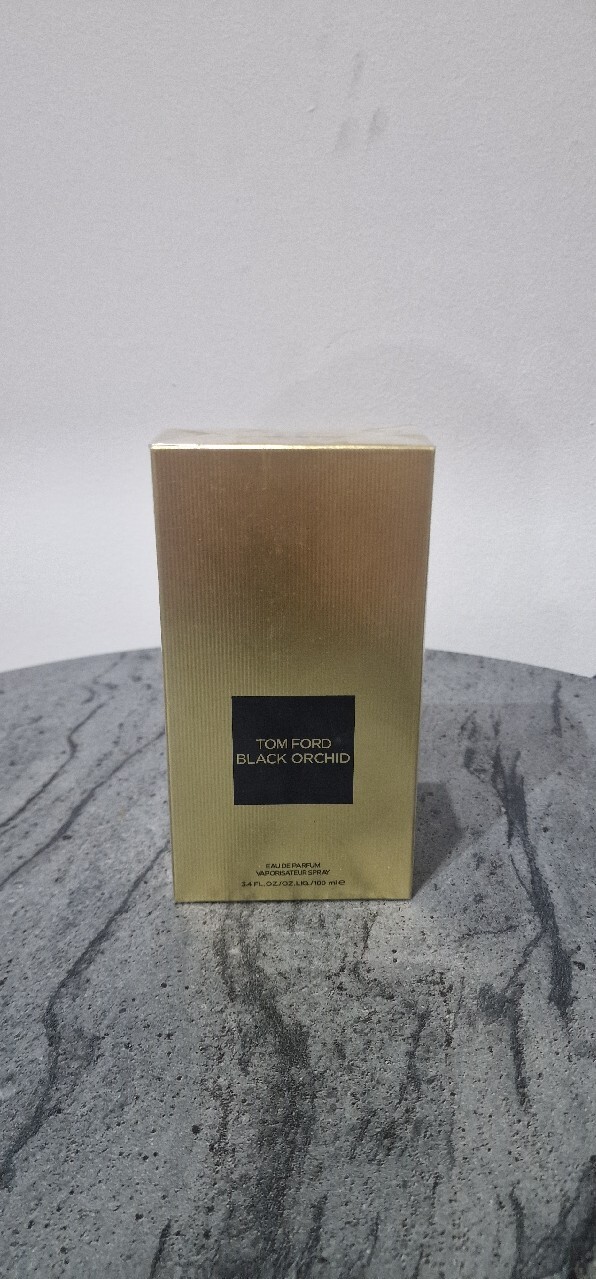 TOM FORD
BLACK ORCHID
EAU DE PARFUM
VAPORISATEUR SPRAY
3.4 FL.OZ./OZ.LIQ./100 ml e